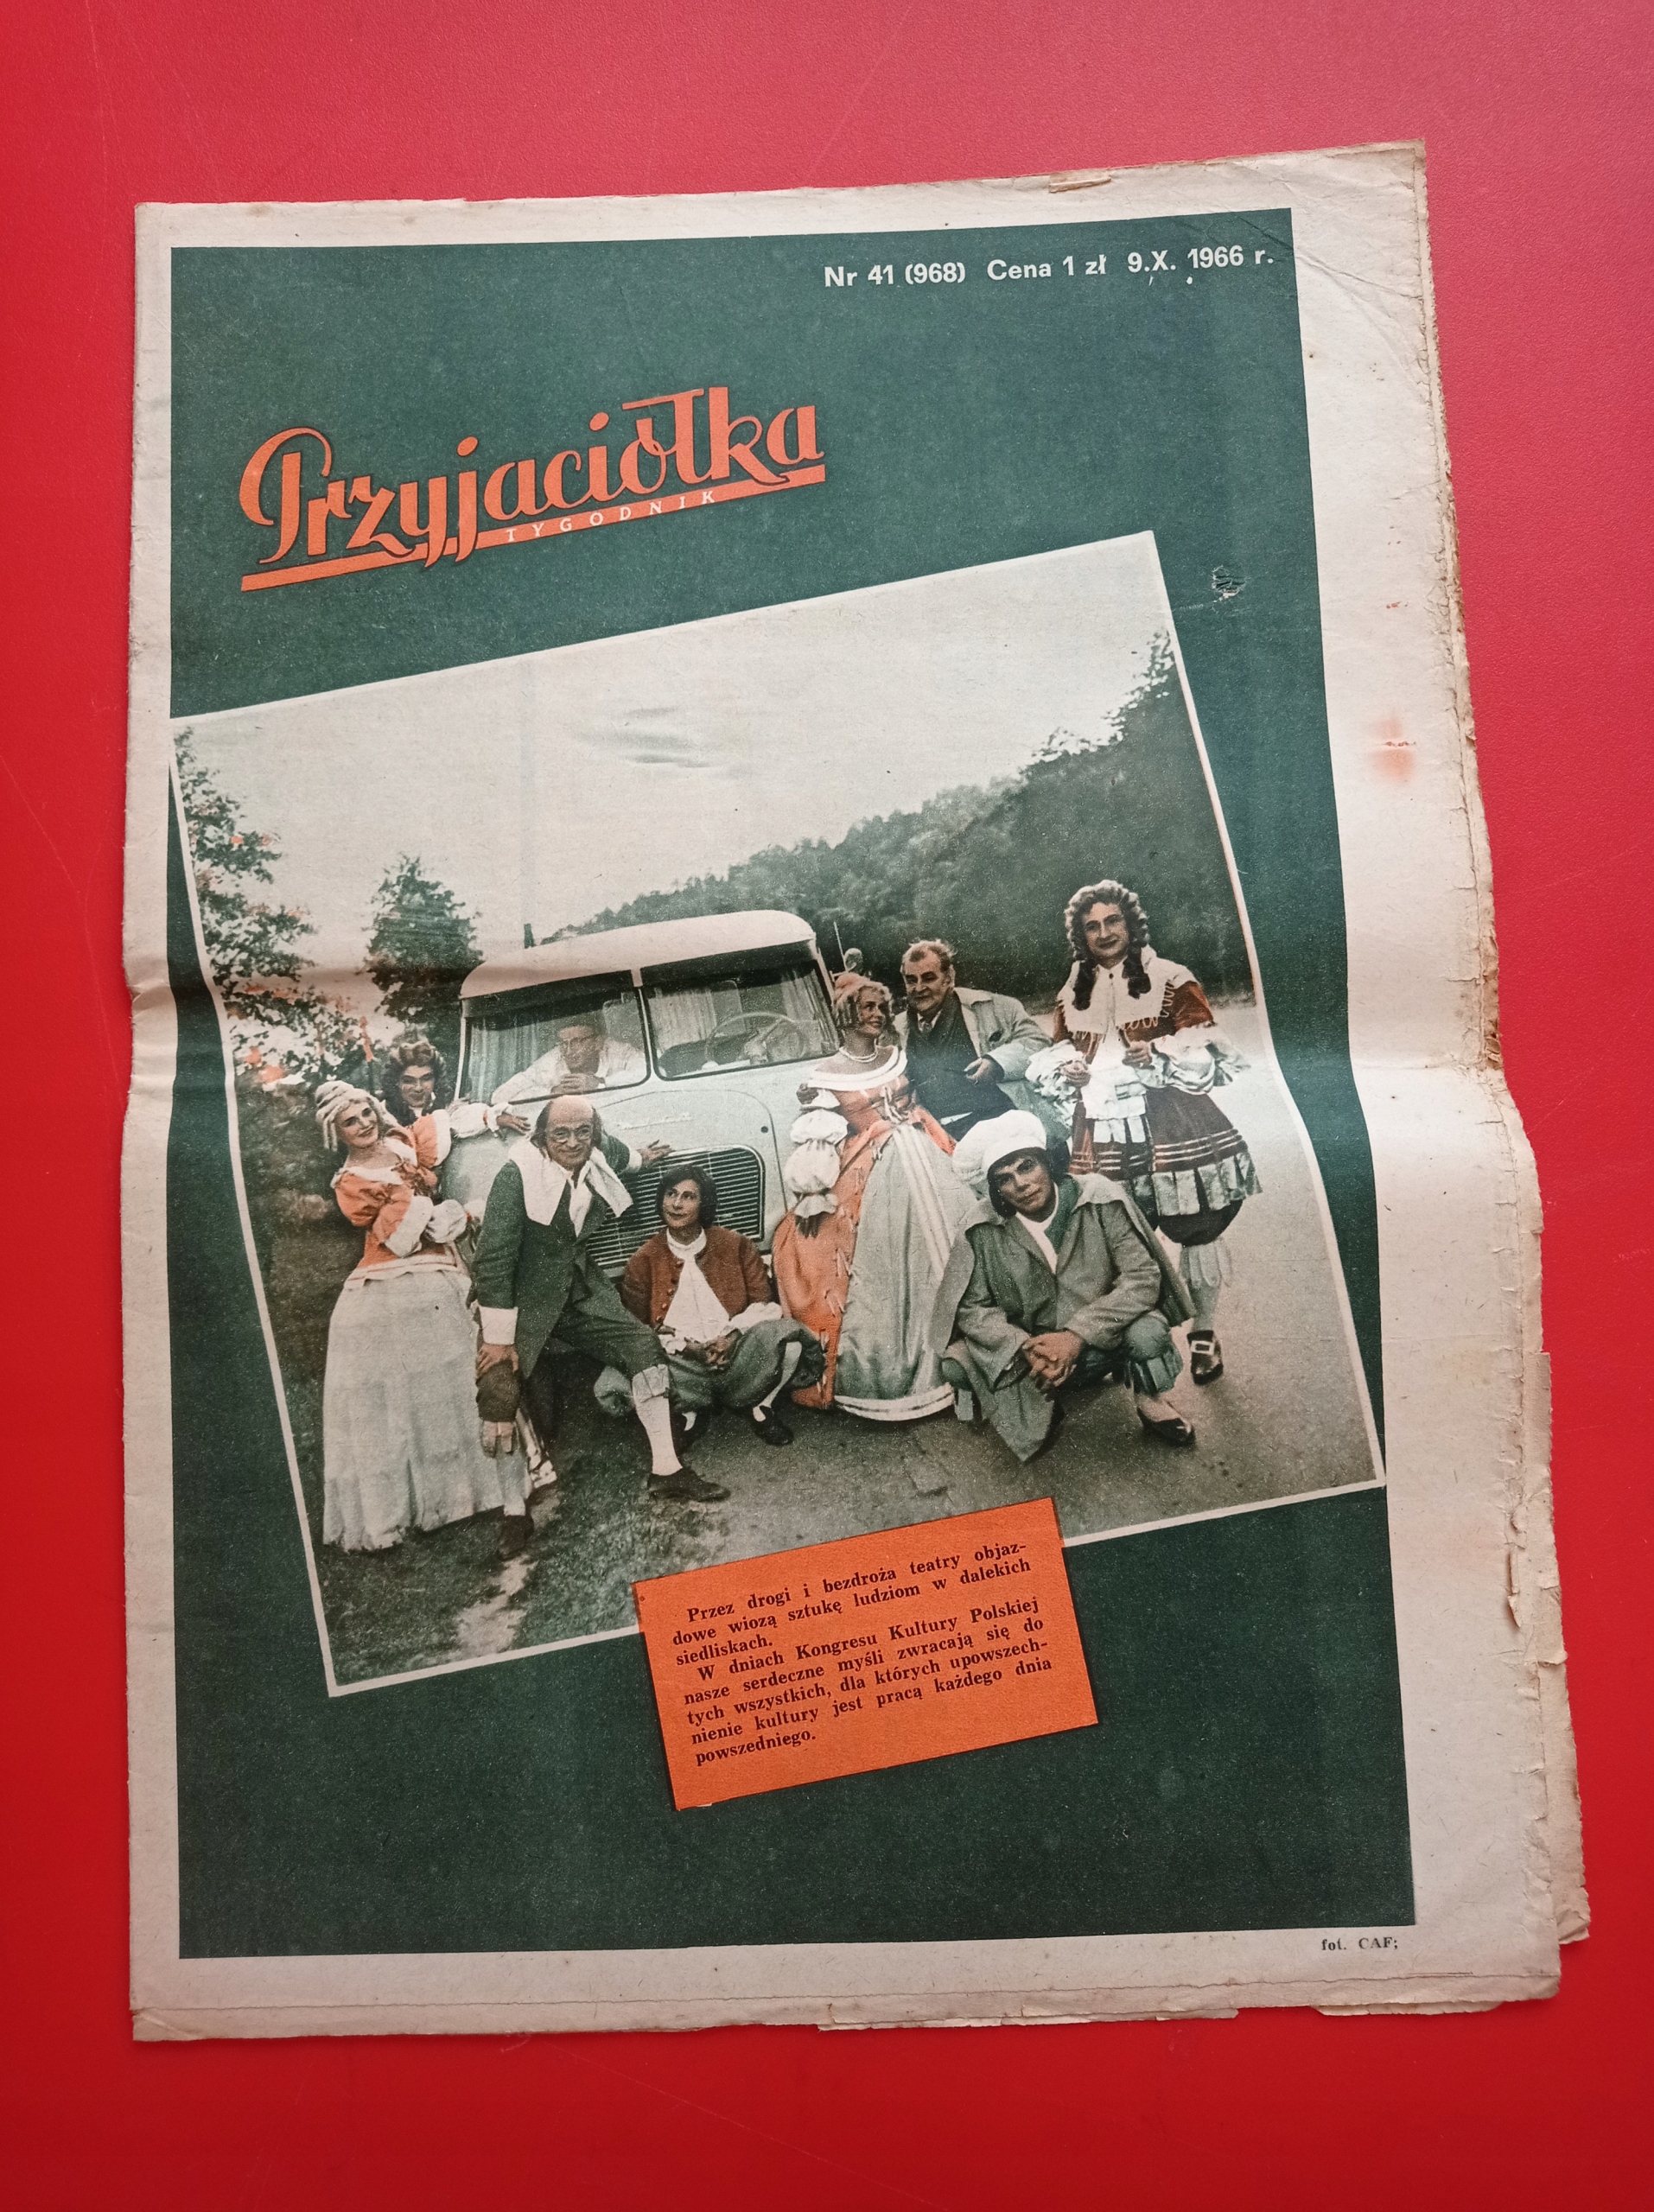 Nr 41 (968) Cena 1 zł 9.X. 1966 r.
Przyjaciółka
TYGODNIK
Przez drogi i bezdroża teatry objaz-
dowe wiozą sztukę ludziom w dalekich
siedliskach.
W dniach Kongresu Kultury Polskiej
nasze serdeczne myśli zwracają się do
tych wszystkich, dla których upowszech-
nienie kultury jest pracą każdego dnia
powszedniego.
fot. CAF;